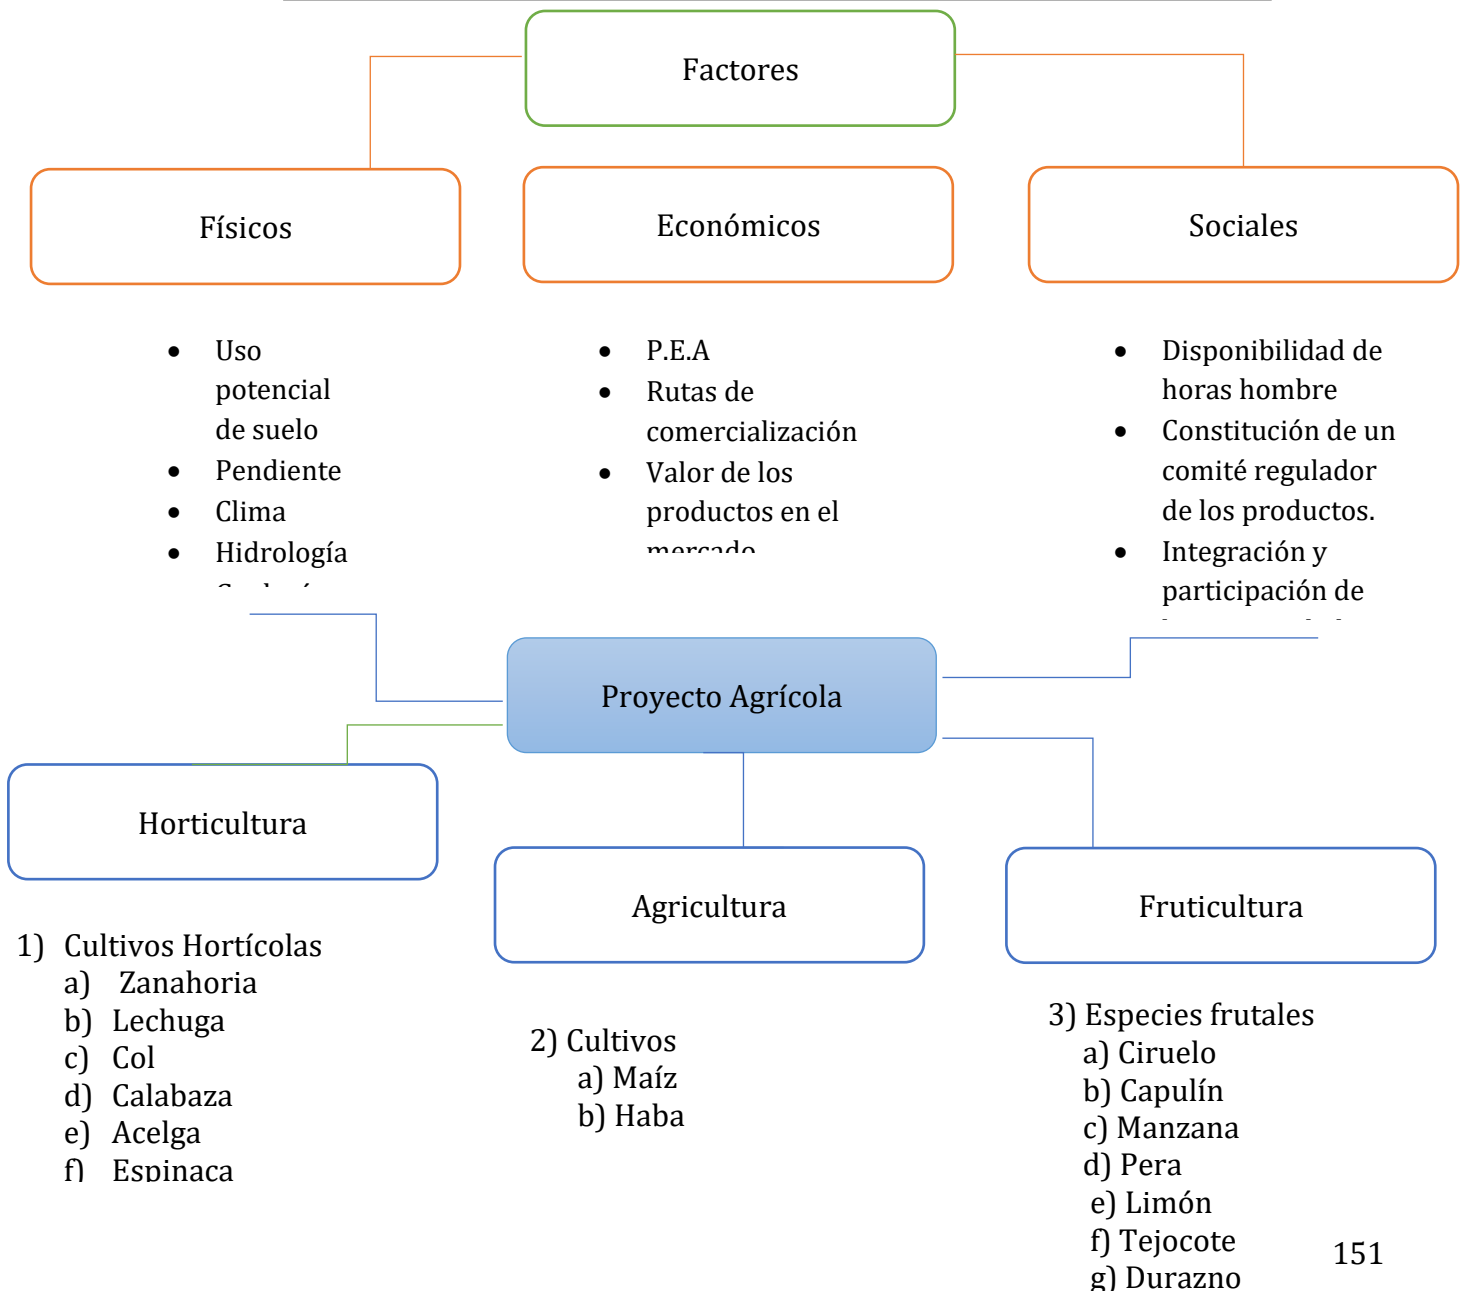 Factores
Físicos
Económicos
Sociales
• Uso
potencial
de suelo
• Pendiente
• Clima
• Hidrología
• P.E.A
• Rutas de
comercialización
• Valor de los
productos en el
mercado
• Disponibilidad de
horas hombre
• Constitución de un
comité regulador
de los productos.
• Integración y
participación de
Proyecto Agrícola
Horticultura
Agricultura
Fruticultura
1) Cultivos Hortícolas
a) Zanahoria
b) Lechuga
c) Col
d) Calabaza
e) Acelga
f) Espinaca
2) Cultivos
a) Maíz
b) Haba
3) Especies frutales
a) Ciruelo
b) Capulín
c) Manzana
d) Pera
e) Limón
f) Tejocote
g) Durazno
151